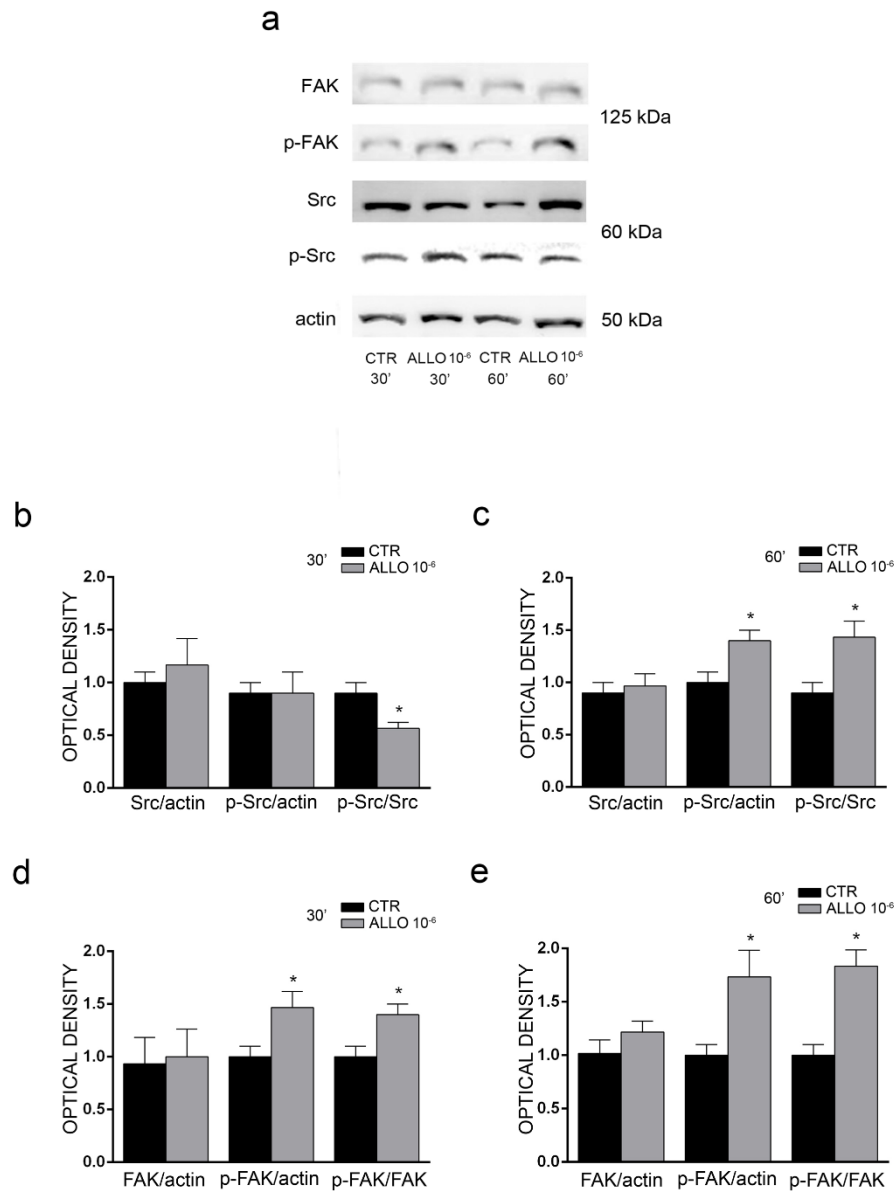 a
FAK
125 kDa
p-FAK
Src
60 kDa
p-Src
actin
50 kDa
CTR ALLO 10⁻⁶ CTR ALLO 10⁻⁶
30’ 30’ 60’ 60’
b
30’
CTR
ALLO 10⁻⁶
OPTICAL DENSITY
2.0
1.5
1.0
0.5
0.0
*
Src/actin p-Src/actin p-Src/Src
c
60’
CTR
ALLO 10⁻⁶
OPTICAL DENSITY
2.0
1.5
1.0
0.5
0.0
* *
Src/actin p-Src/actin p-Src/Src
d
30’
CTR
ALLO 10⁻⁶
OPTICAL DENSITY
2.0
1.5
1.0
0.5
0.0
* *
FAK/actin p-FAK/actin p-FAK/FAK
e
60’
CTR
ALLO 10⁻⁶
OPTICAL DENSITY
2.0
1.5
1.0
0.5
0.0
* *
FAK/actin p-FAK/actin p-FAK/FAK